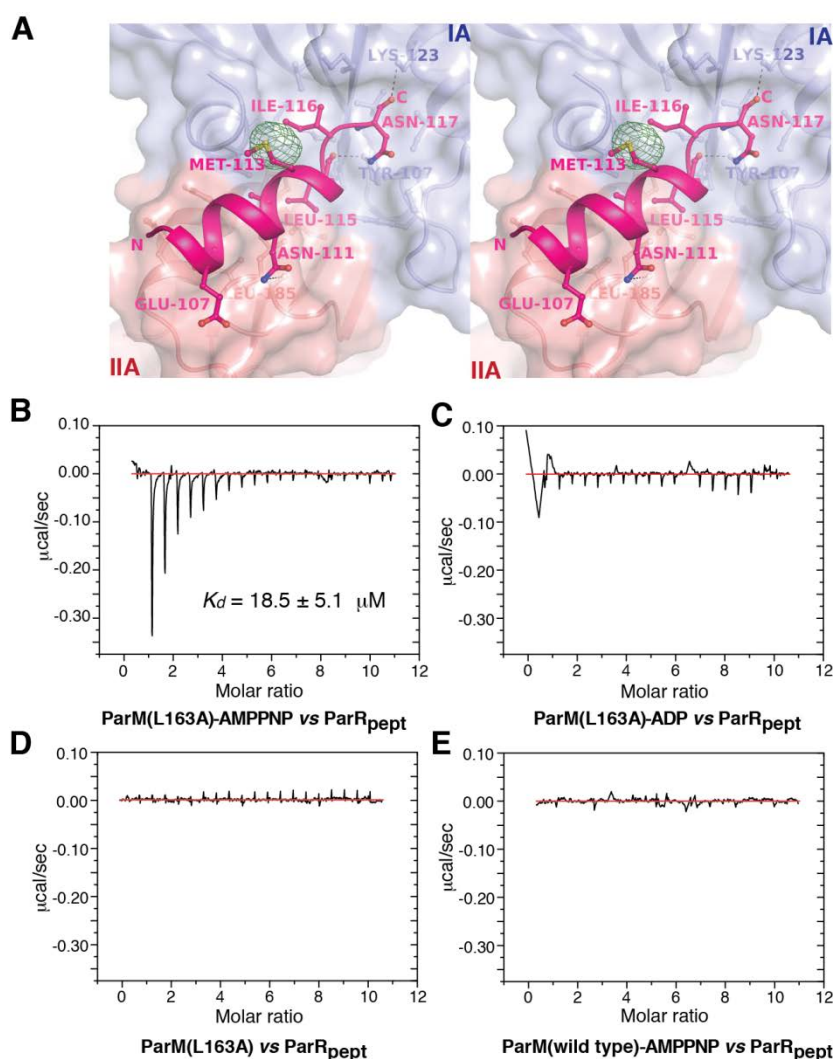 A
IA
IA
LYS-123
LYS-123
ILE-116
C
ILE-116
C
ASN-117
ASN-117
MET-113
MET-113
TYR-107
TYR-107
LEU-115
LEU-115
N
ASN-111
N
ASN-111
GLU-107
LEU-185
GLU-107
LEU-185
IIA
IIA
B
0.10
0.00
-0.10
-0.20
-0.30
μcal/sec
Kd = 18.5 ± 5.1 μM
0 2 4 6 8 10 12
Molar ratio
ParM(L163A)-AMPPNP vs ParRpept
C
0.10
0.00
-0.10
-0.20
-0.30
μcal/sec
0 2 4 6 8 10 12
Molar ratio
ParM(L163A)-ADP vs ParRpept
D
0.10
0.00
-0.10
-0.20
-0.30
μcal/sec
0 2 4 6 8 10 12
Molar ratio
ParM(L163A) vs ParRpept
E
0.10
0.00
-0.10
-0.20
-0.30
μcal/sec
0 2 4 6 8 10 12
Molar ratio
ParM(wild type)-AMPPNP vs ParRpept